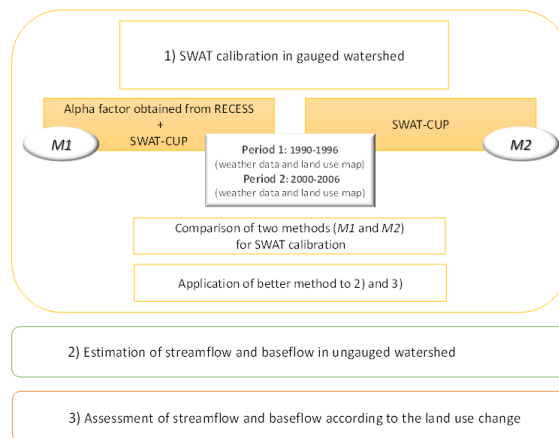 1) SWAT calibration in gauged watershed
Alpha factor obtained from RECESS
+
SWAT-CUP
M1
SWAT-CUP
M2
Period 1: 1990-1996
(weather data and land use map)
Period 2: 2000-2006
(weather data and land use map)
Comparison of two methods (M1 and M2)
for SWAT calibration
Application of better method to 2) and 3)
2) Estimation of streamflow and baseflow in ungauged watershed
3) Assessment of streamflow and baseflow according to the land use change